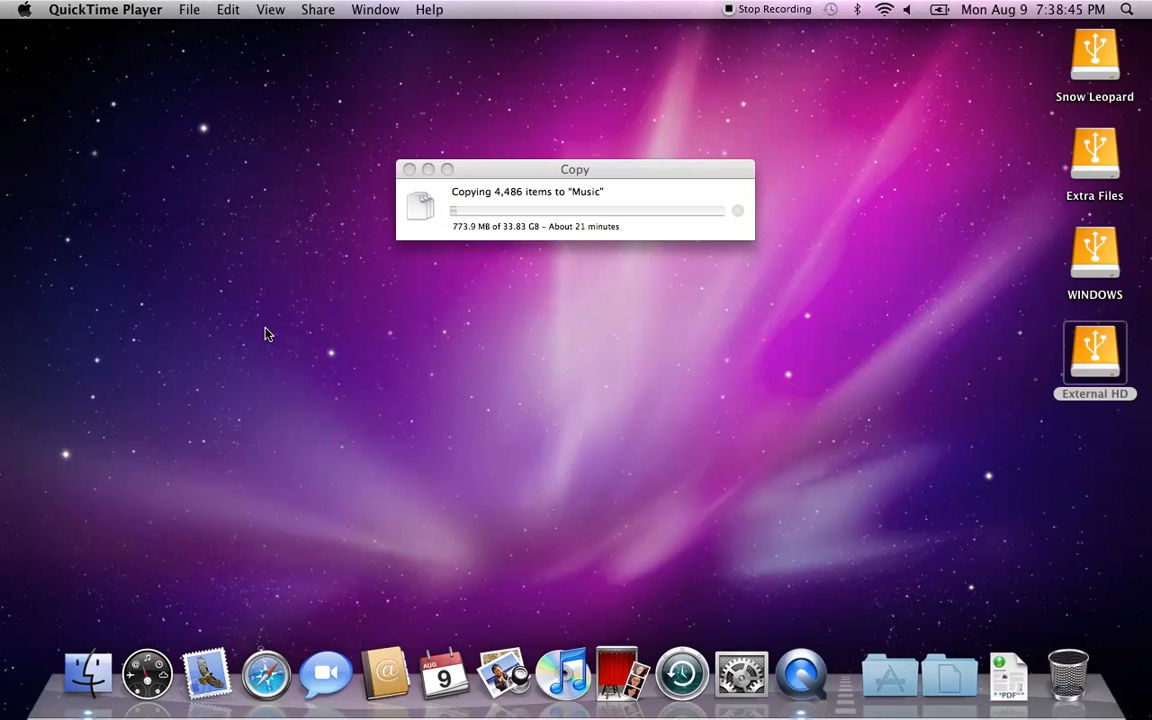 QuickTime Player File Edit View Share Window Help Stop Recording Mon Aug 9 7:38:45 PM
Snow Leopard
Copy
Copying 4,486 items to “Music”
773.9 MB of 33.83 GB - About 21 minutes
Extra Files
WINDOWS
External HD
AUG
9
PDF